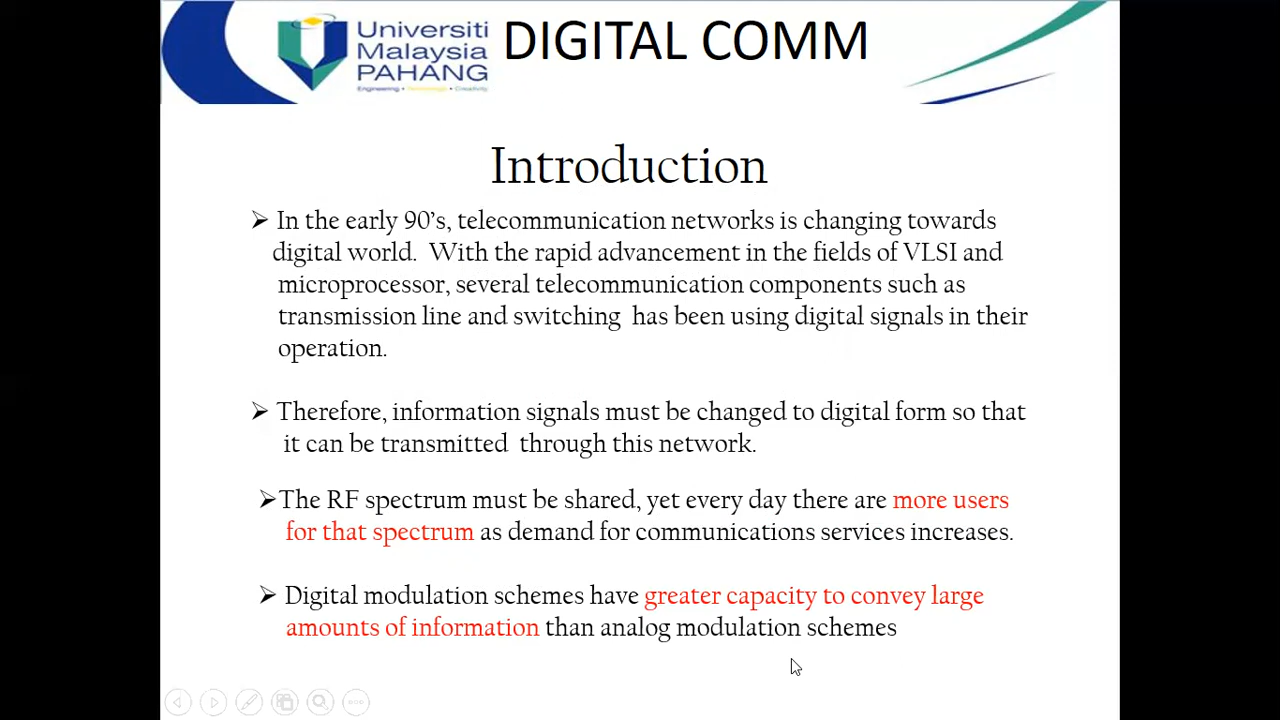 Universiti
Malaysia
PAHANG
Engineering • Technology • Creativity
DIGITAL COMM
Introduction
➢ In the early 90's, telecommunication networks is changing towards
digital world. With the rapid advancement in the fields of VLSI and
microprocessor, several telecommunication components such as
transmission line and switching has been using digital signals in their
operation.
➢ Therefore, information signals must be changed to digital form so that
it can be transmitted through this network.
➢The RF spectrum must be shared, yet every day there are more users
for that spectrum as demand for communications services increases.
➢ Digital modulation schemes have greater capacity to convey large
amounts of information than analog modulation schemes